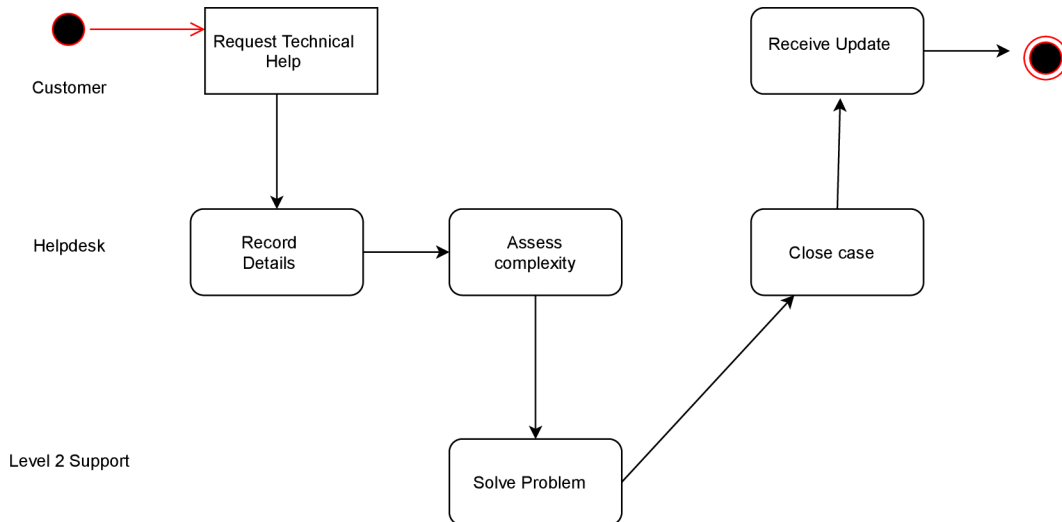 Request Technical
Help
Receive Update
Customer
Helpdesk
Record
Details
Assess
complexity
Close case
Level 2 Support
Solve Problem